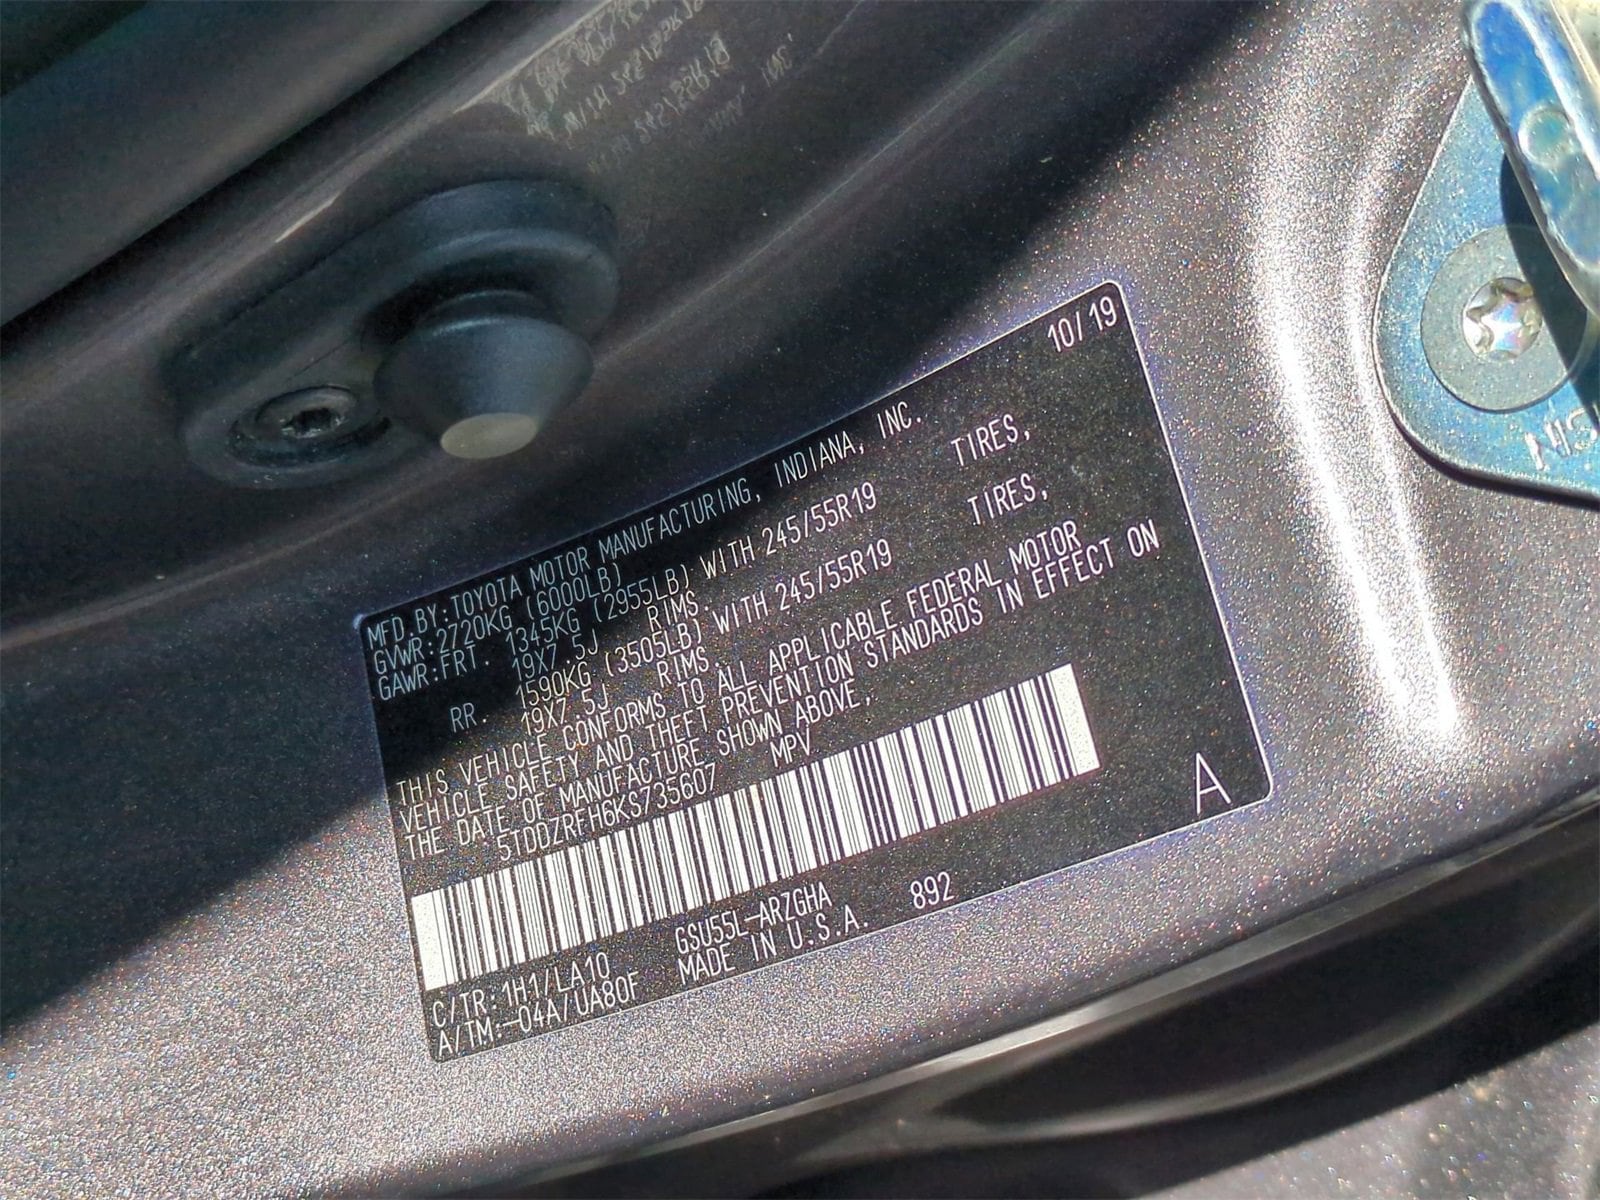 10/19
MFD. BY: TOYOTA MOTOR MANUFACTURING, INDIANA, INC.
GVWR: 2720KG (6000LB)
GAWR: FRT. 1345KG (2955LB) WITH 245/55R19 TIRES,
19X7.5J RIMS.
RR. 1590KG (3505LB) WITH 245/55R19 TIRES,
19X7.5J RIMS.
THIS VEHICLE CONFORMS TO ALL APPLICABLE FEDERAL MOTOR
VEHICLE SAFETY AND THEFT PREVENTION STANDARDS IN EFFECT ON
THE DATE OF MANUFACTURE SHOWN ABOVE,
5TDDZRFH6KS735607 MPV
A
C/TR: 1H1/LA10 GSU55L-ARZGHA
A/TM:-04A/UA80F MADE IN U.S.A. 892